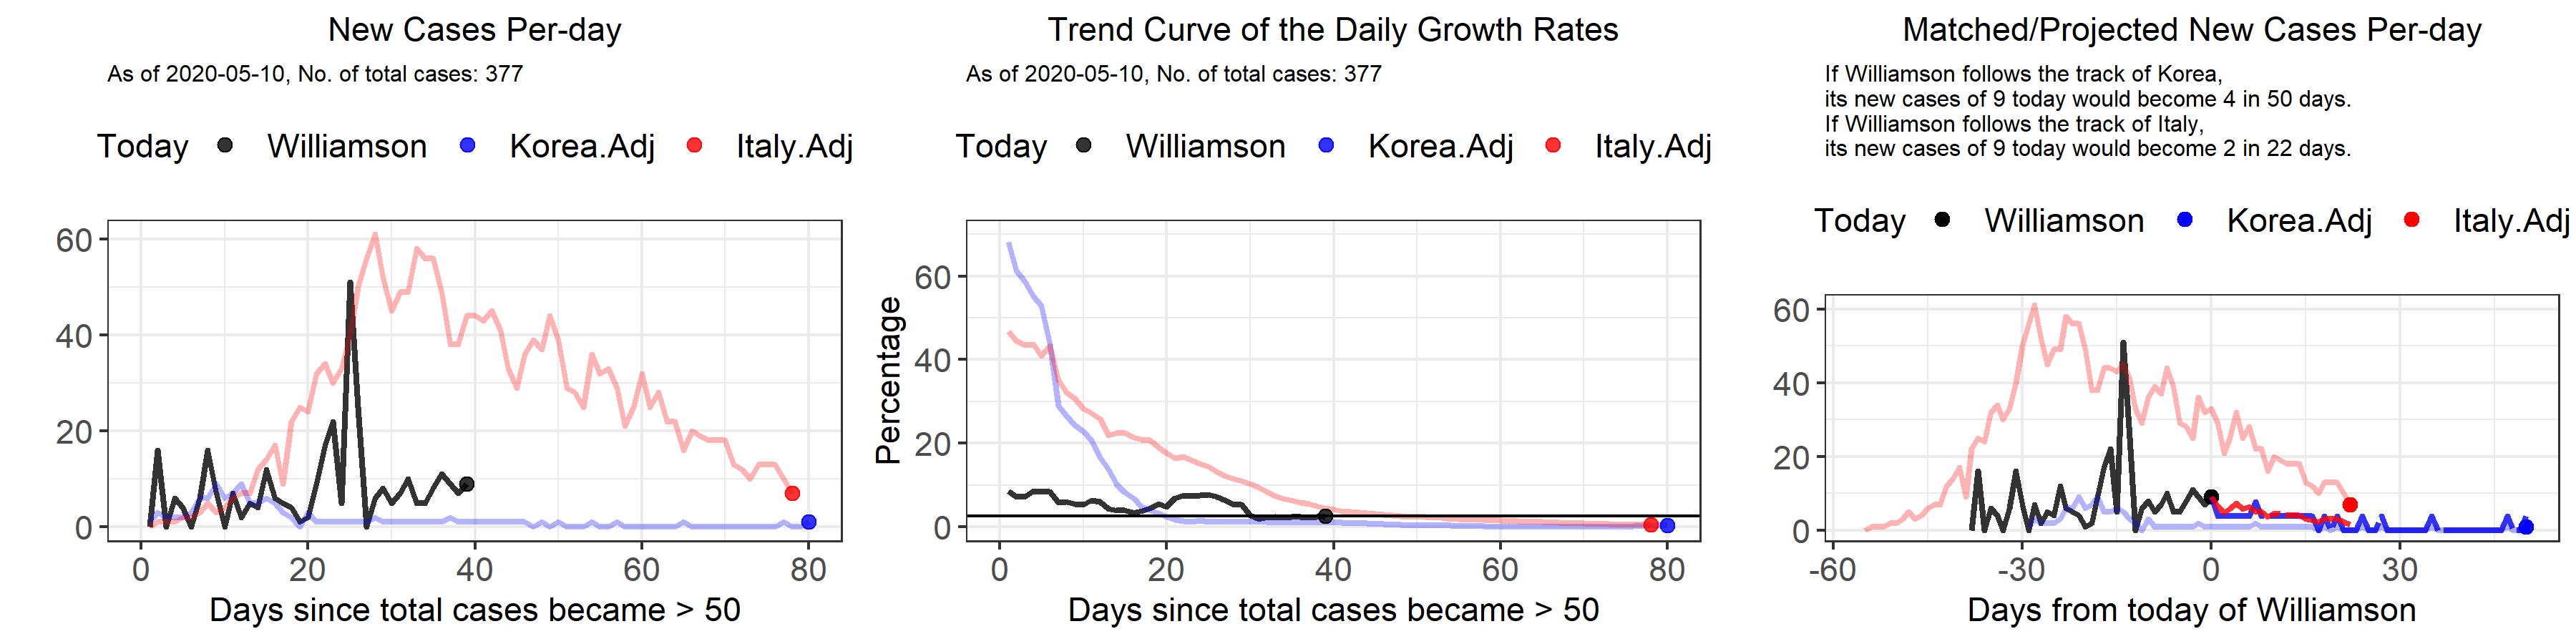 New Cases Per-day
As of 2020-05-10, No. of total cases: 377
Today Williamson Korea.Adj Italy.Adj
60
40
20
0
0 20 40 60 80
Days since total cases became > 50
Trend Curve of the Daily Growth Rates
As of 2020-05-10, No. of total cases: 377
Today Williamson Korea.Adj Italy.Adj
Percentage
60
40
20
0
0 20 40 60 80
Days since total cases became > 50
Matched/Projected New Cases Per-day
If Williamson follows the track of Korea,
its new cases of 9 today would become 4 in 50 days.
If Williamson follows the track of Italy,
its new cases of 9 today would become 2 in 22 days.
Today Williamson Korea.Adj Italy.Adj
60
40
20
0
-60 -30 0 30
Days from today of Williamson